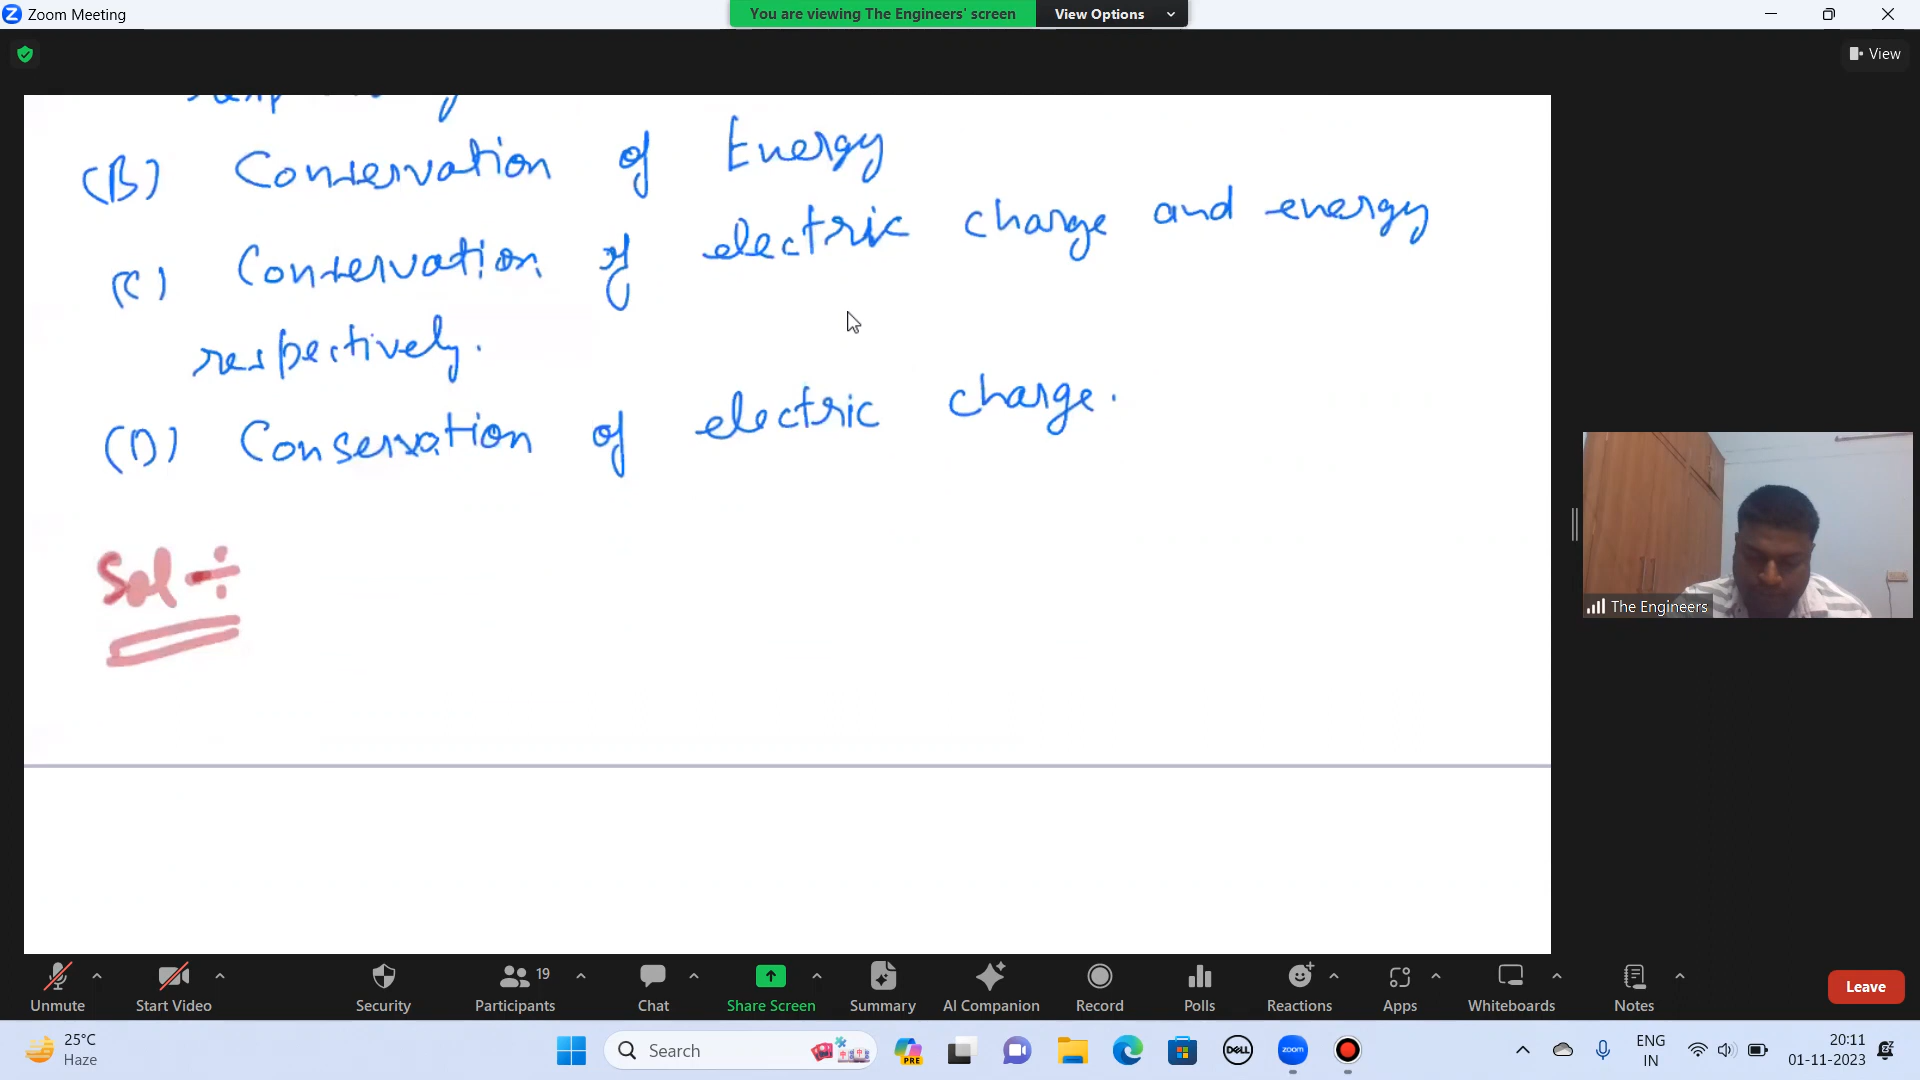 Zoom Meeting
You are viewing The Engineers' screen
View Options
View
(B) Conservation of Energy
(C) Conservation of electric charge and energy
respectively.
(D) Conservation of electric charge.
Sol ÷
The Engineers
Unmute
Start Video
Security
19
Participants
Chat
Share Screen
Summary
AI Companion
Record
Polls
Reactions
Apps
Whiteboards
Notes
Leave
25°C
Haze
Search
PRE
DELL
zoom
ENG
IN
20:11
01-11-2023